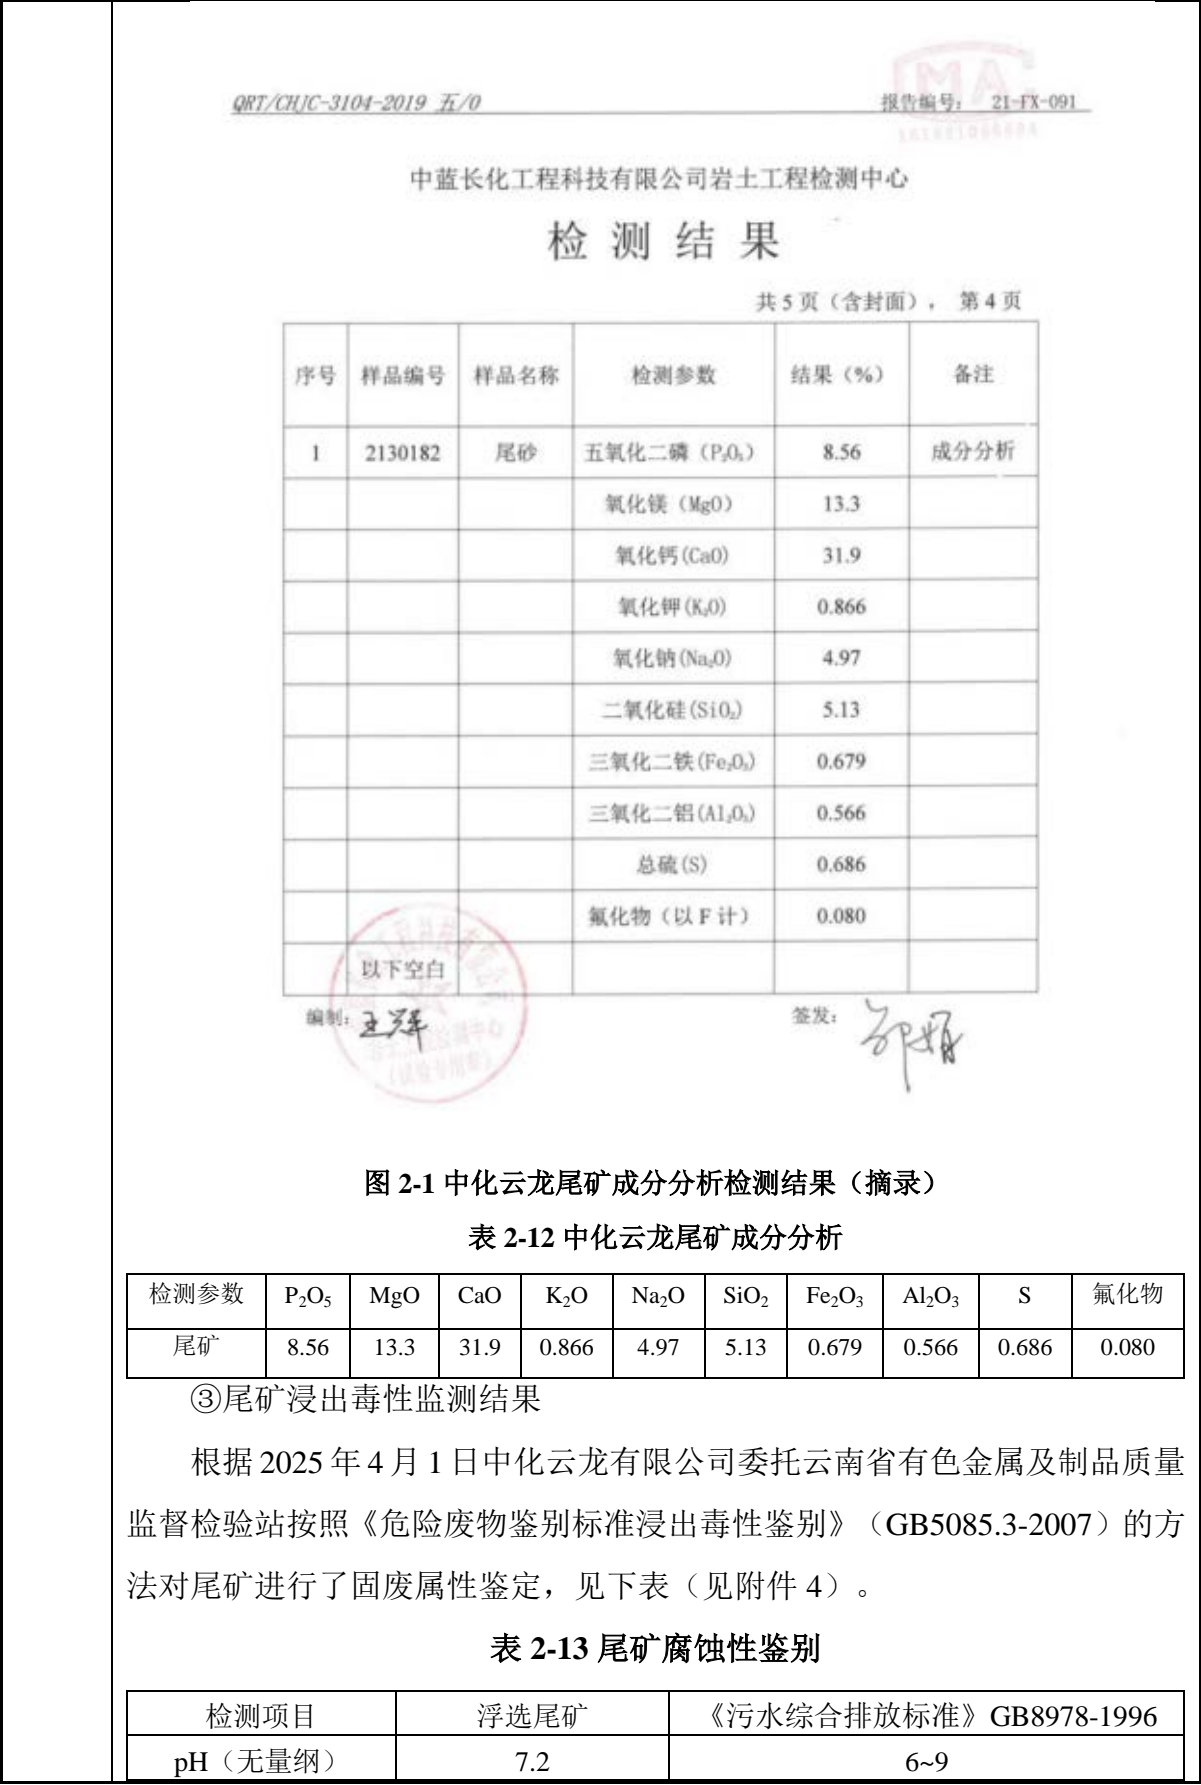 QRT/CHJC-3104-2019 五/0
报告编号： 21-FX-091
MA
中蓝长化工程科技有限公司岩土工程检测中心
检 测 结 果
共 5 页（含封面）， 第 4 页
序号 样品编号 样品名称 检测参数 结果（%） 备注
1 2130182 尾砂 五氧化二磷（P₂O₅） 8.56 成分分析
氧化镁（MgO） 13.3
氧化钙(CaO) 31.9
氧化钾(K₂O) 0.866
氧化钠(Na₂O) 4.97
二氧化硅(SiO₂) 5.13
三氧化二铁(Fe₂O₃) 0.679
三氧化二铝(Al₂O₃) 0.566
总硫(S) 0.686
氟化物（以 F 计） 0.080
以下空白
编制：
签发：
图 2-1 中化云龙尾矿成分分析检测结果（摘录）
表 2-12 中化云龙尾矿成分分析
检测参数 P₂O₅ MgO CaO K₂O Na₂O SiO₂ Fe₂O₃ Al₂O₃ S 氟化物
尾矿 8.56 13.3 31.9 0.866 4.97 5.13 0.679 0.566 0.686 0.080
③尾矿浸出毒性监测结果
根据 2025 年 4 月 1 日中化云龙有限公司委托云南省有色金属及制品质量
监督检验站按照《危险废物鉴别标准浸出毒性鉴别》（GB5085.3-2007）的方
法对尾矿进行了固废属性鉴定，见下表（见附件 4）。
表 2-13 尾矿腐蚀性鉴别
检测项目 浮选尾矿 《污水综合排放标准》GB8978-1996
pH（无量纲） 7.2 6~9